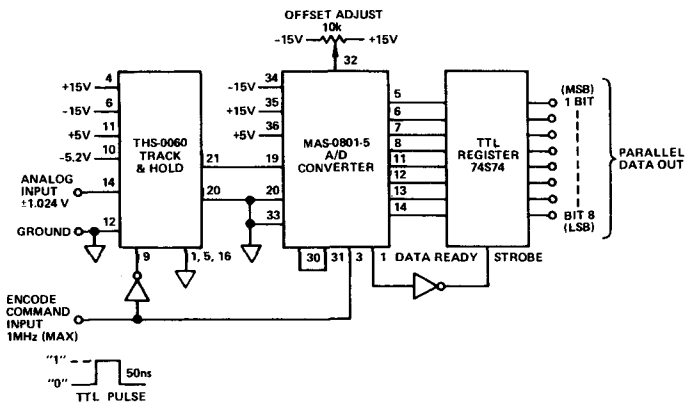 OFFSET ADJUST
10k
-15V
+15V
32
4
+15V
6
-15V
11
+5V
10
-5.2V
ANALOG
INPUT
±1.024 V
14
GROUND
12
THS-0060
TRACK
& HOLD
21
20
9
1, 5, 16
34
-15V
35
+15V
36
+5V
19
20
33
MAS-0801-5
A/D
CONVERTER
5
6
7
8
11
12
13
14
30
31
3
1
DATA READY
STROBE
TTL
REGISTER
74S74
(MSB)
1 BIT
BIT 8
(LSB)
PARALLEL
DATA OUT
ENCODE
COMMAND
INPUT
1MHz (MAX)
"1"
"0"
50ns
TTL PULSE